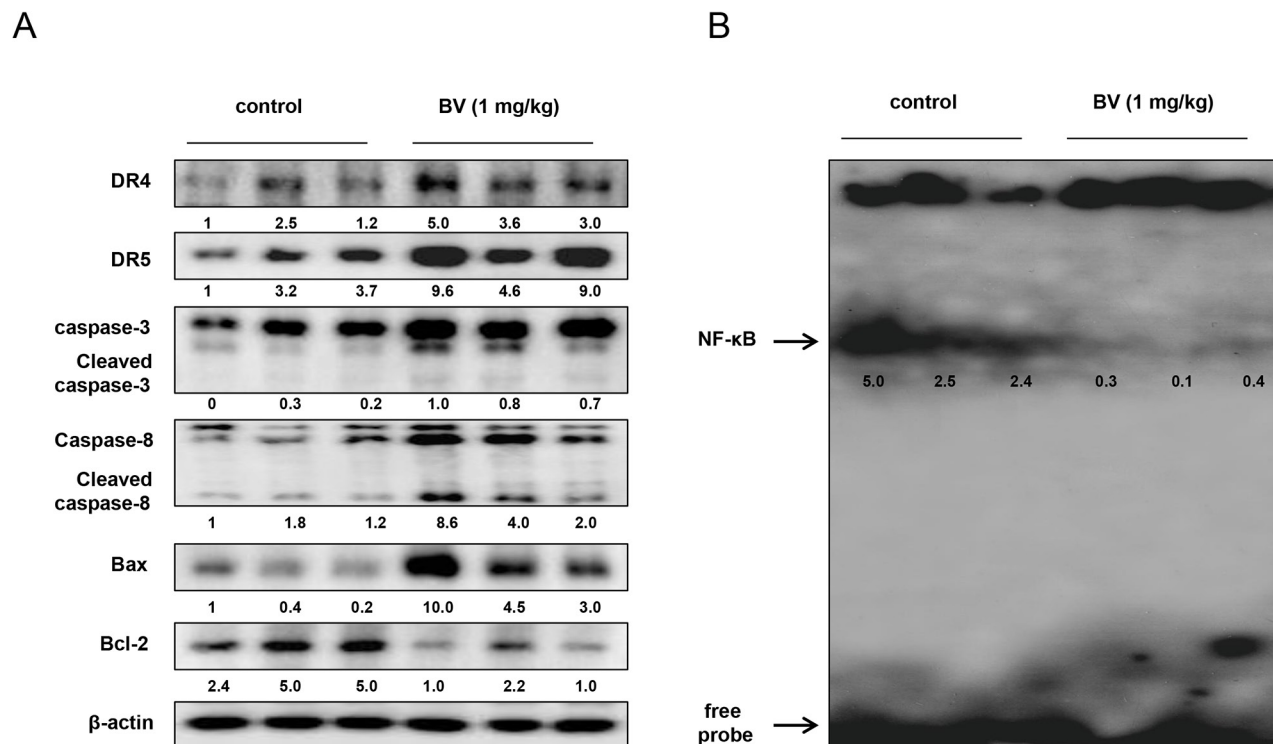 A
control BV (1 mg/kg)
DR4
1 2.5 1.2 5.0 3.6 3.0
DR5
1 3.2 3.7 9.6 4.6 9.0
caspase-3
Cleaved
caspase-3
0 0.3 0.2 1.0 0.8 0.7
Caspase-8
Cleaved
caspase-8
1 1.8 1.2 8.6 4.0 2.0
Bax
1 0.4 0.2 10.0 4.5 3.0
Bcl-2
2.4 5.0 5.0 1.0 2.2 1.0
β-actin
B
control BV (1 mg/kg)
NF-κB
5.0 2.5 2.4 0.3 0.1 0.4
free
probe